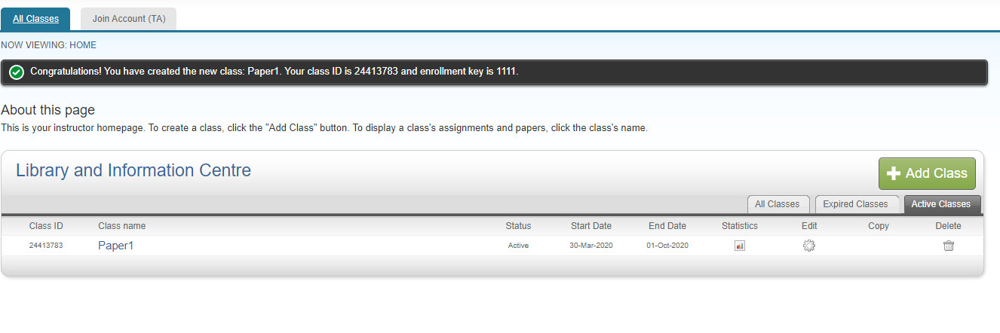 All Classes
Join Account (TA)
NOW VIEWING: HOME
Congratulations! You have created the new class: Paper1. Your class ID is 24413783 and enrollment key is 1111.
About this page
This is your instructor homepage. To create a class, click the "Add Class" button. To display a class's assignments and papers, click the class's name.
Library and Information Centre
Add Class
All Classes Expired Classes Active Classes
Class ID Class name Status Start Date End Date Statistics Edit Copy Delete
24413783 Paper1 Active 30-Mar-2020 01-Oct-2020